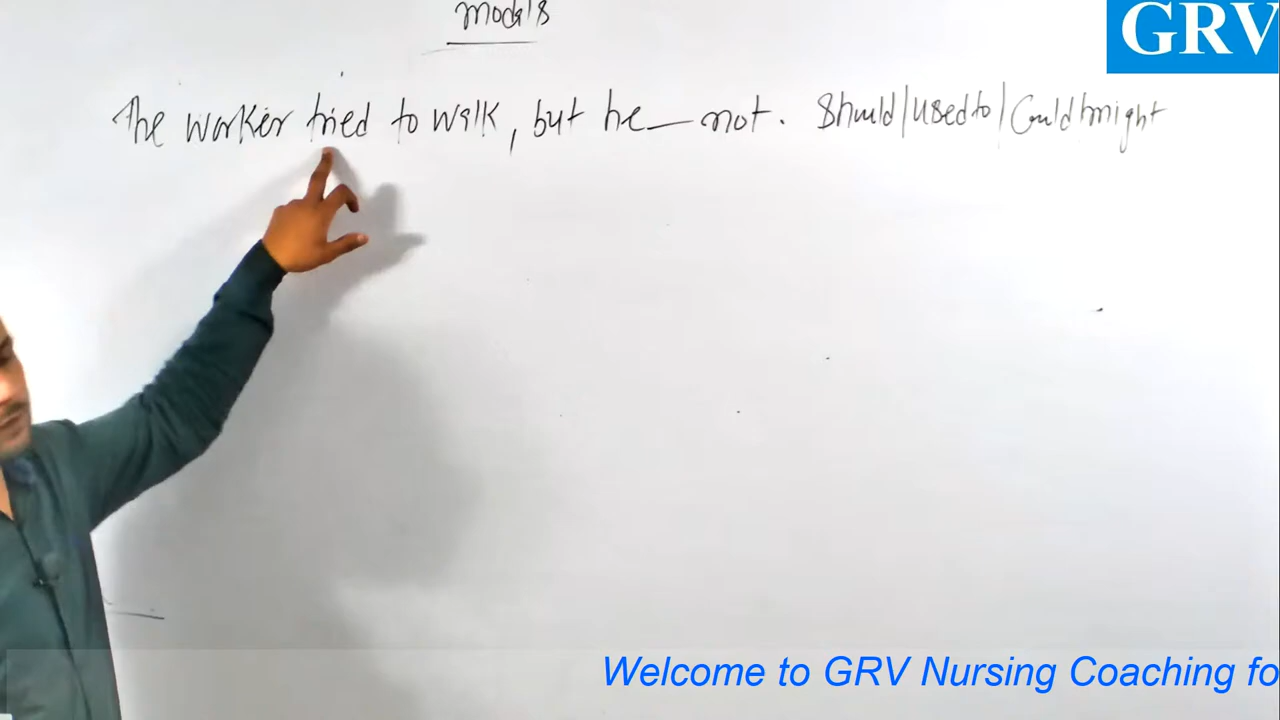 Modals
GRV
The worker tried to walk, but he__ not. Should/used to/Could/might
Welcome to GRV Nursing Coaching fo